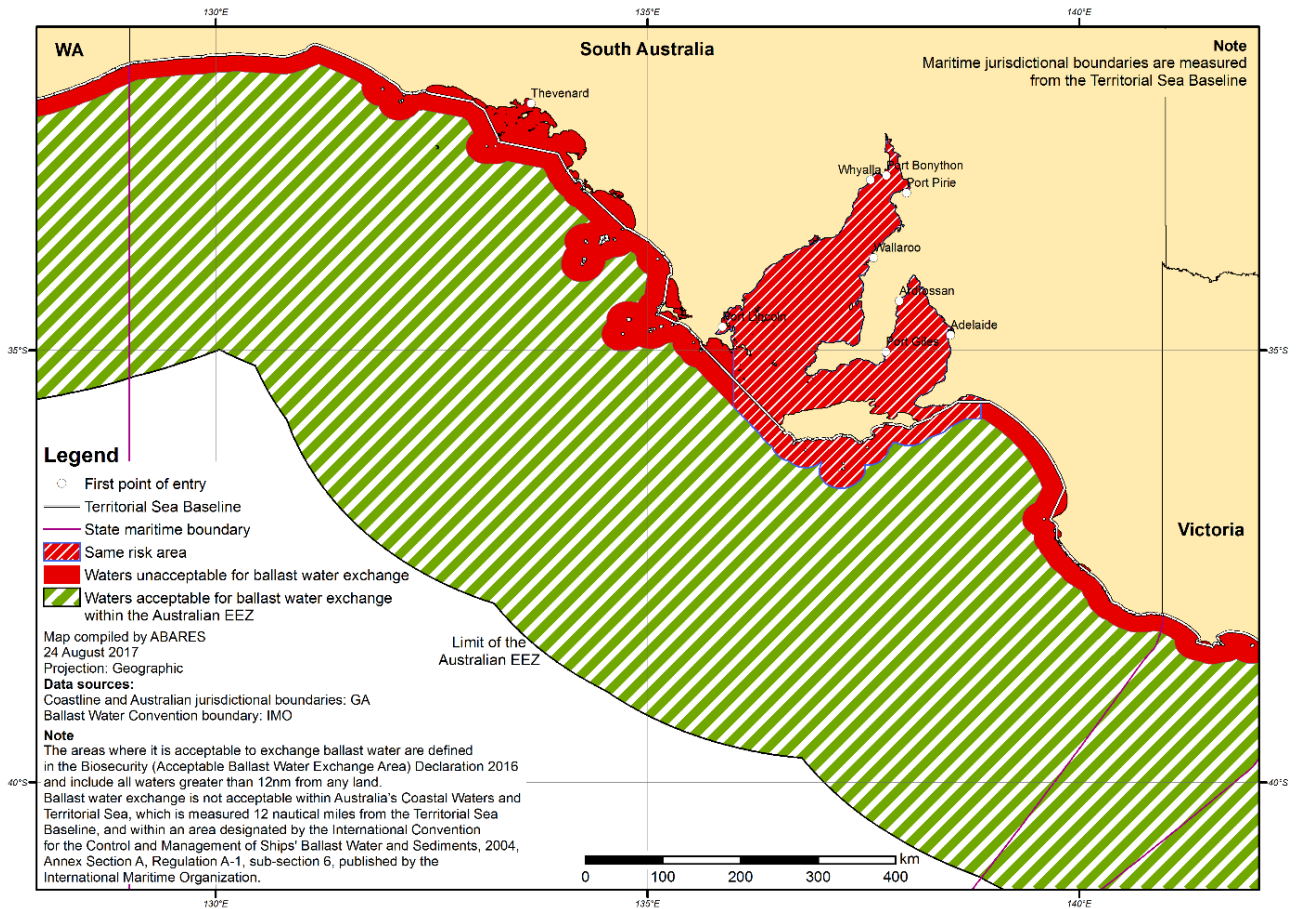 130°E
135°E
140°E
WA
South Australia
Note
Maritime jurisdictional boundaries are measured
from the Territorial Sea Baseline
Thevenard
Whyalla
Port Bonython
Port Pirie
Wallaroo
Ardrossan
Port Lincoln
Adelaide
Port Giles
35°S
35°S
Victoria
Legend
First point of entry
Territorial Sea Baseline
State maritime boundary
Same risk area
Waters unacceptable for ballast water exchange
Waters acceptable for ballast water exchange
within the Australian EEZ
Limit of the
Australian EEZ
Map compiled by ABARES
24 August 2017
Projection: Geographic
Data sources:
Coastline and Australian jurisdictional boundaries: GA
Ballast Water Convention boundary: IMO
Note
The areas where it is acceptable to exchange ballast water are defined
in the Biosecurity (Acceptable Ballast Water Exchange Area) Declaration 2016
and include all waters greater than 12nm from any land.
Ballast water exchange is not acceptable within Australia's Coastal Waters and
Territorial Sea, which is measured 12 nautical miles from the Territorial Sea
Baseline, and within an area designated by the International Convention
for the Control and Management of Ships' Ballast Water and Sediments, 2004,
Annex Section A, Regulation A-1, sub-section 6, published by the
International Maritime Organization.
40°S
40°S
km
0 100 200 300 400
130°E
135°E
140°E